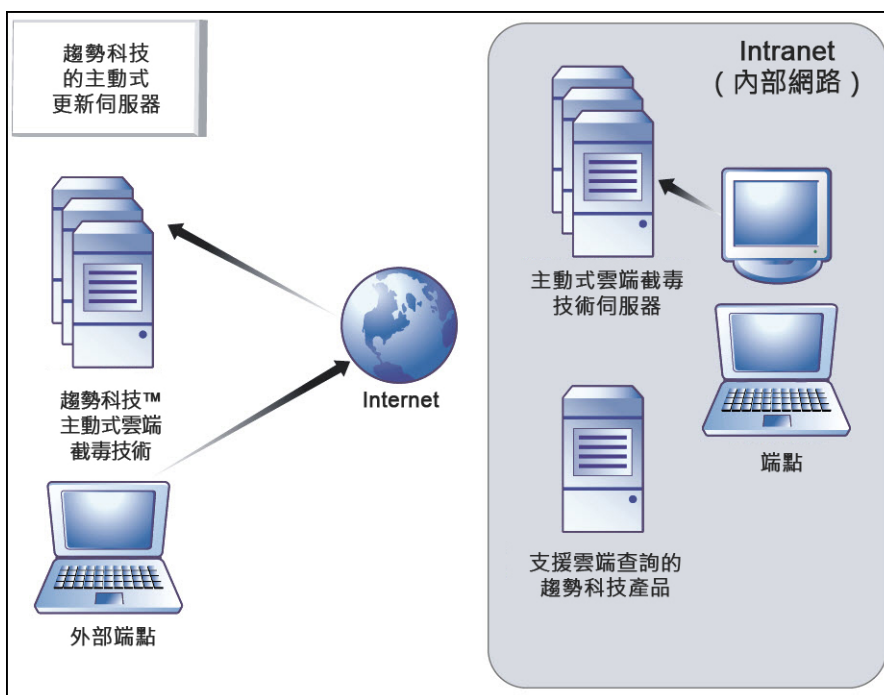 趨勢科技
的主動式
更新伺服器
Intranet
（內部網路）
主動式雲端截毒
技術伺服器
趨勢科技™
主動式雲端
截毒技術
Internet
端點
支援雲端查詢的
趨勢科技產品
外部端點